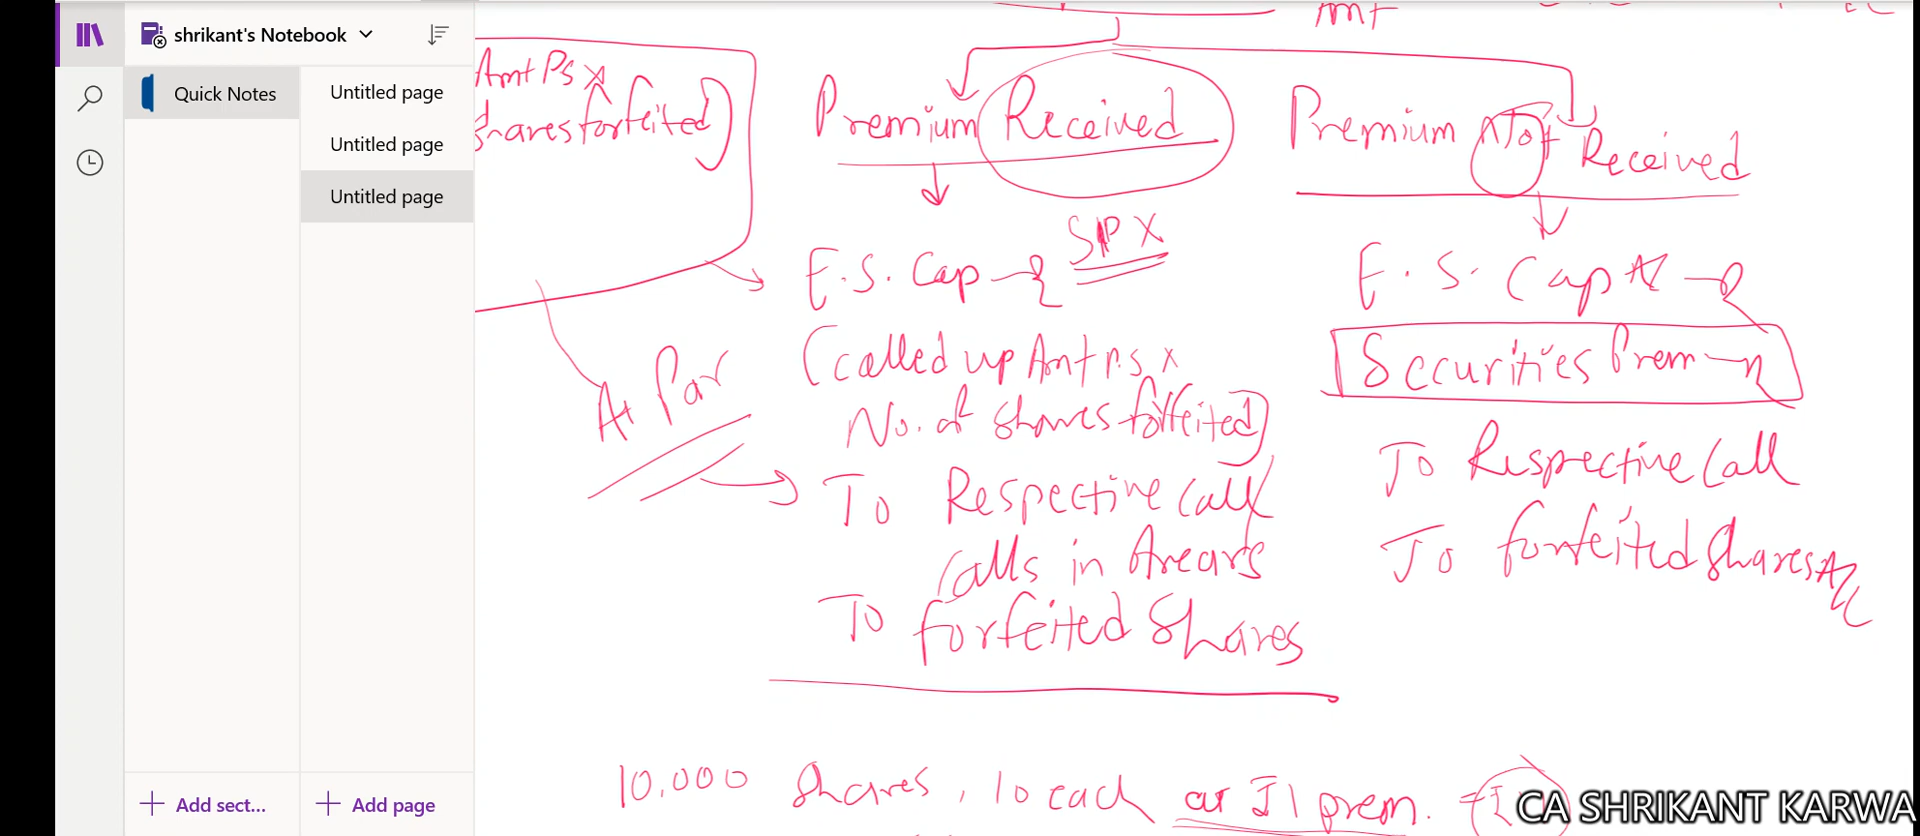 shrikant's Notebook
Quick Notes
Untitled page
Untitled page
Untitled page
Add sect...
Add page
Amt
Amt Ps x
shares forfeited)
Premium Received
Premium Not Received
SP X
E.S. Cap
(called up Amt p.s x
No. of shares forfeited)
To Respective Call
Calls in Arears
To forfeited Shares
At Par
E. S. Cap
Securities Prem
To Respective Call
To forfeited Shares A/c
10,000 shares, 10 each at ₹1 prem.
CA SHRIKANT KARWA